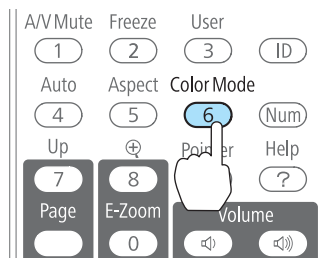 A/V Mute Freeze User
1 2 3 ID
Auto Aspect Color Mode
4 5 6 Num
Up Help
7 8 ?
Page E-Zoom Volume
0